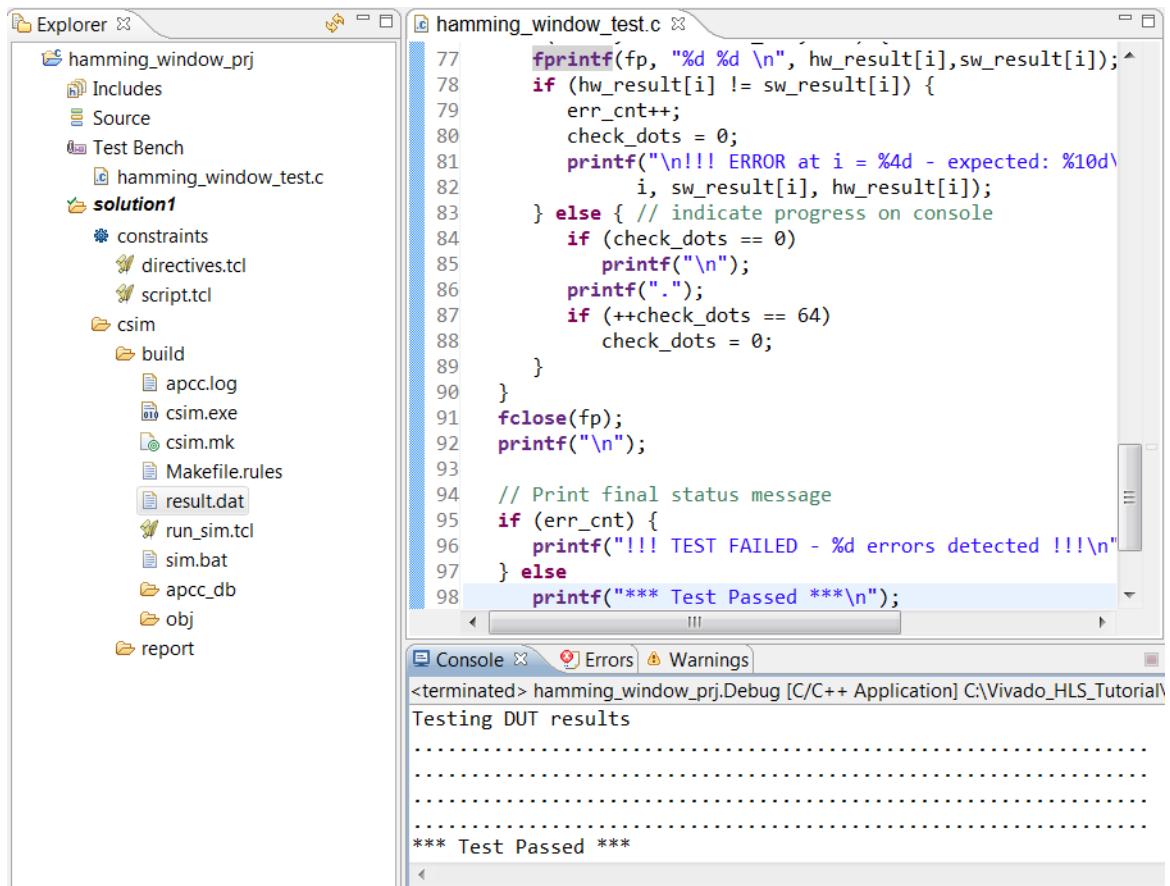 Explorer
hamming_window_prj
Includes
Source
Test Bench
hamming_window_test.c
solution1
constraints
directives.tcl
script.tcl
csim
build
apcc.log
csim.exe
csim.mk
Makefile.rules
result.dat
run_sim.tcl
sim.bat
apcc_db
obj
report
hamming_window_test.c
77 fprintf(fp, "%d %d \n", hw_result[i],sw_result[i]);
78 if (hw_result[i] != sw_result[i]) {
79 err_cnt++;
80 check_dots = 0;
81 printf("\n!!! ERROR at i = %4d - expected: %10d\
82 i, sw_result[i], hw_result[i]);
83 } else { // indicate progress on console
84 if (check_dots == 0)
85 printf("\n");
86 printf(".");
87 if (++check_dots == 64)
88 check_dots = 0;
89 }
90 }
91 fclose(fp);
92 printf("\n");
93
94 // Print final status message
95 if (err_cnt) {
96 printf("!!! TEST FAILED - %d errors detected !!!\n"
97 } else
98 printf("*** Test Passed ***\n");
Console Errors Warnings
<terminated> hamming_window_prj.Debug [C/C++ Application] C:\Vivado_HLS_Tutorial\
Testing DUT results
................................................................
................................................................
................................................................
................................................................
*** Test Passed ***